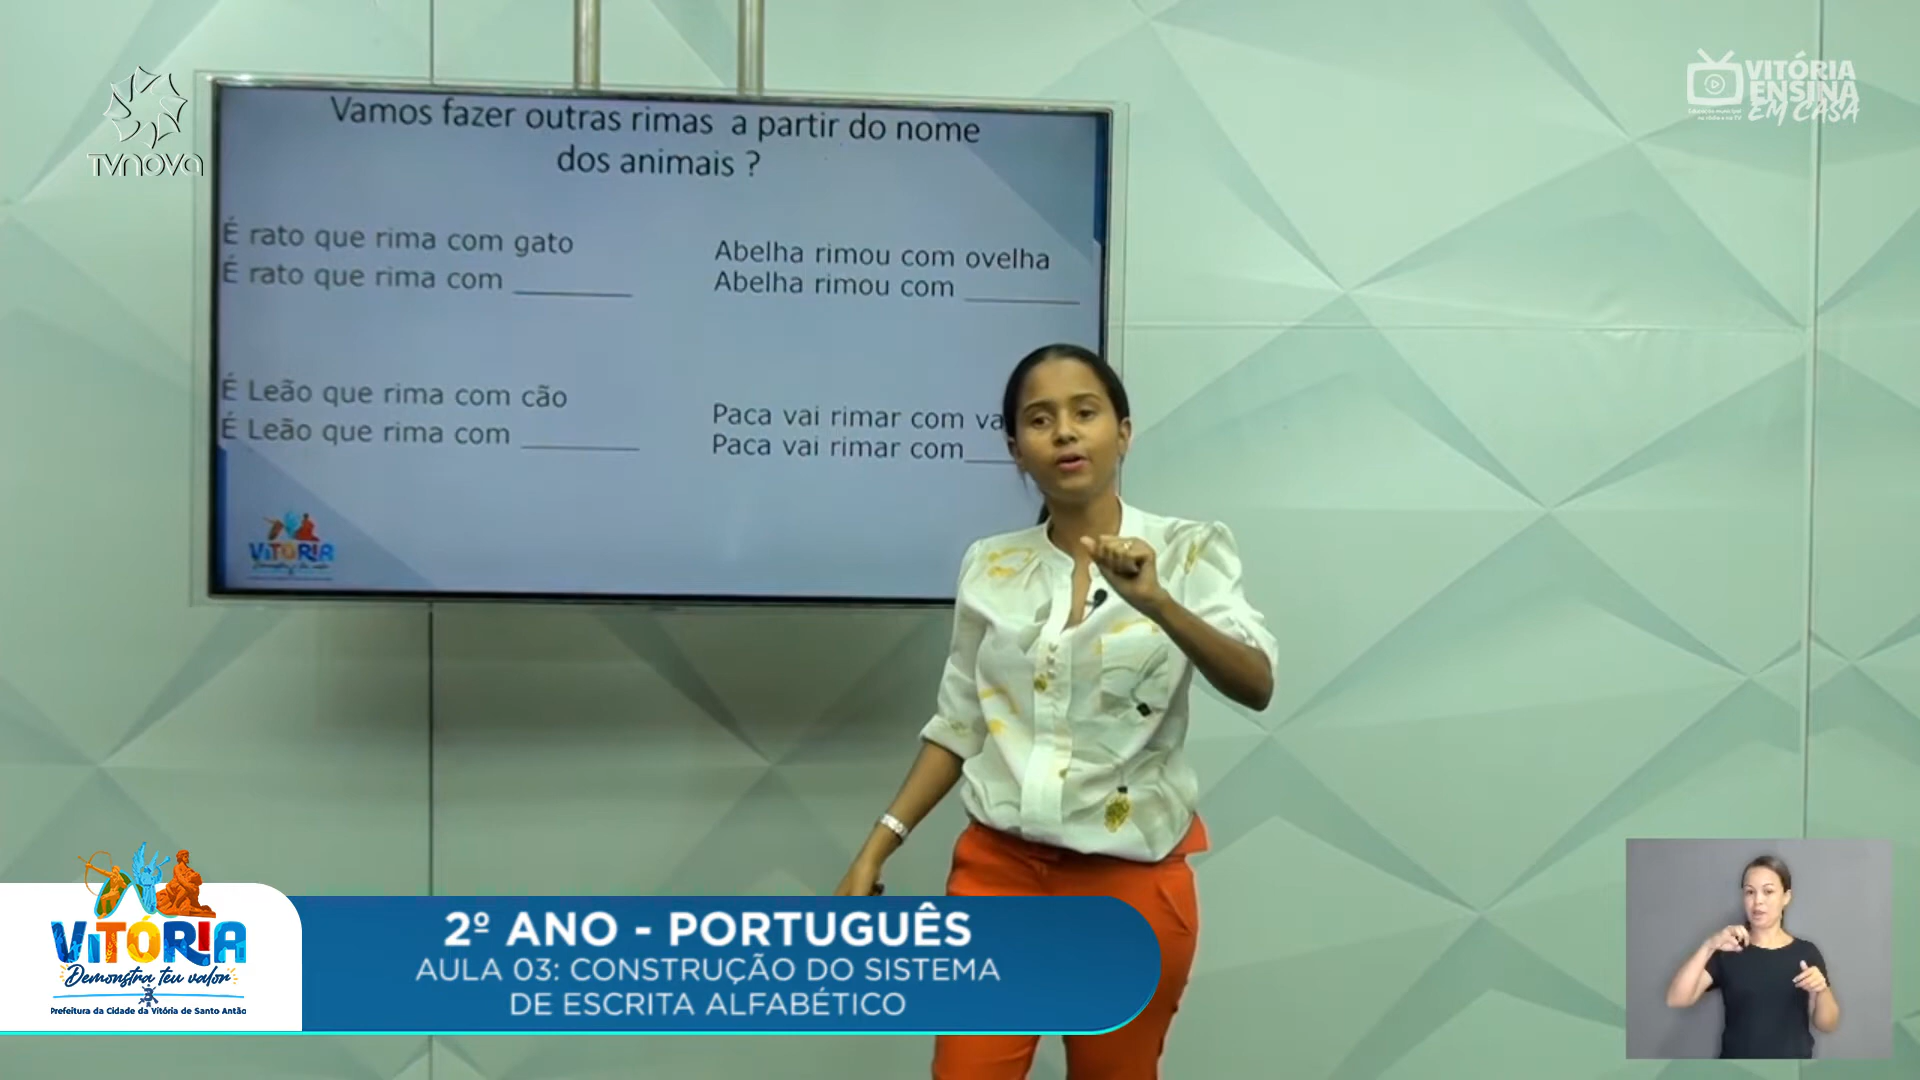 TVNOVA
VITÓRIA
ENSINA
EM CASA
Vamos fazer outras rimas a partir do nome
dos animais ?
É rato que rima com gato
É rato que rima com ________
Abelha rimou com ovelha
Abelha rimou com ________
É Leão que rima com cão
É Leão que rima com ________
Paca vai rimar com va
Paca vai rimar com____
VITÓRIA
VITÓRIA
Demonstra teu valor
Prefeitura da Cidade da Vitória de Santo Antão
2º ANO - PORTUGUÊS
AULA 03: CONSTRUÇÃO DO SISTEMA
DE ESCRITA ALFABÉTICO